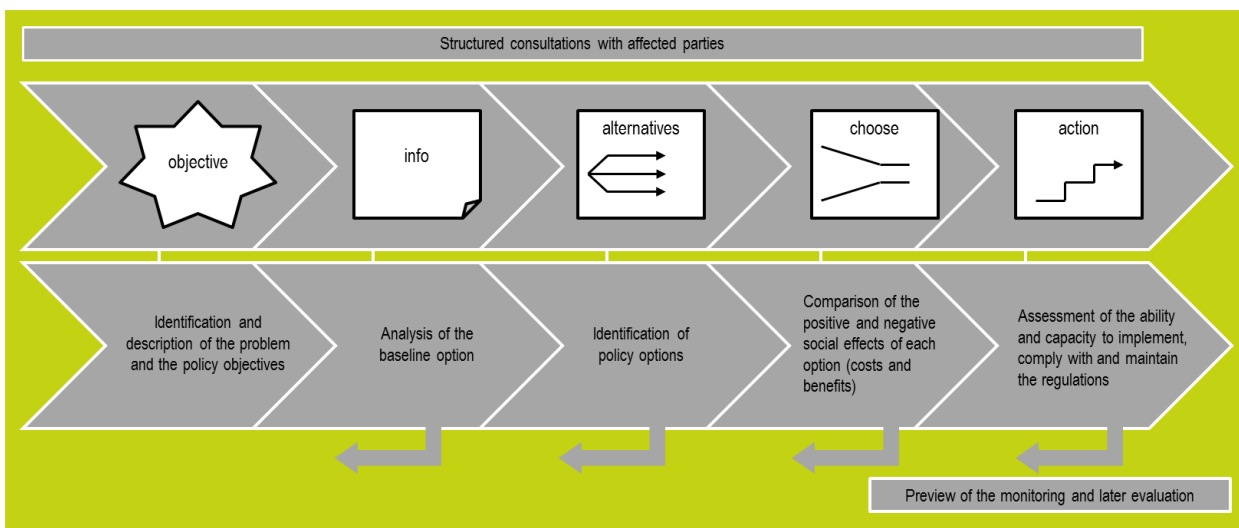 Structured consultations with affected parties
objective
info
alternatives
choose
action
Identification and
description of the problem
and the policy objectives
Analysis of the
baseline option
Identification of
policy options
Comparison of the
positive and negative
social effects of each
option (costs and
benefits)
Assessment of the ability
and capacity to implement,
comply with and maintain
the regulations
Preview of the monitoring and later evaluation